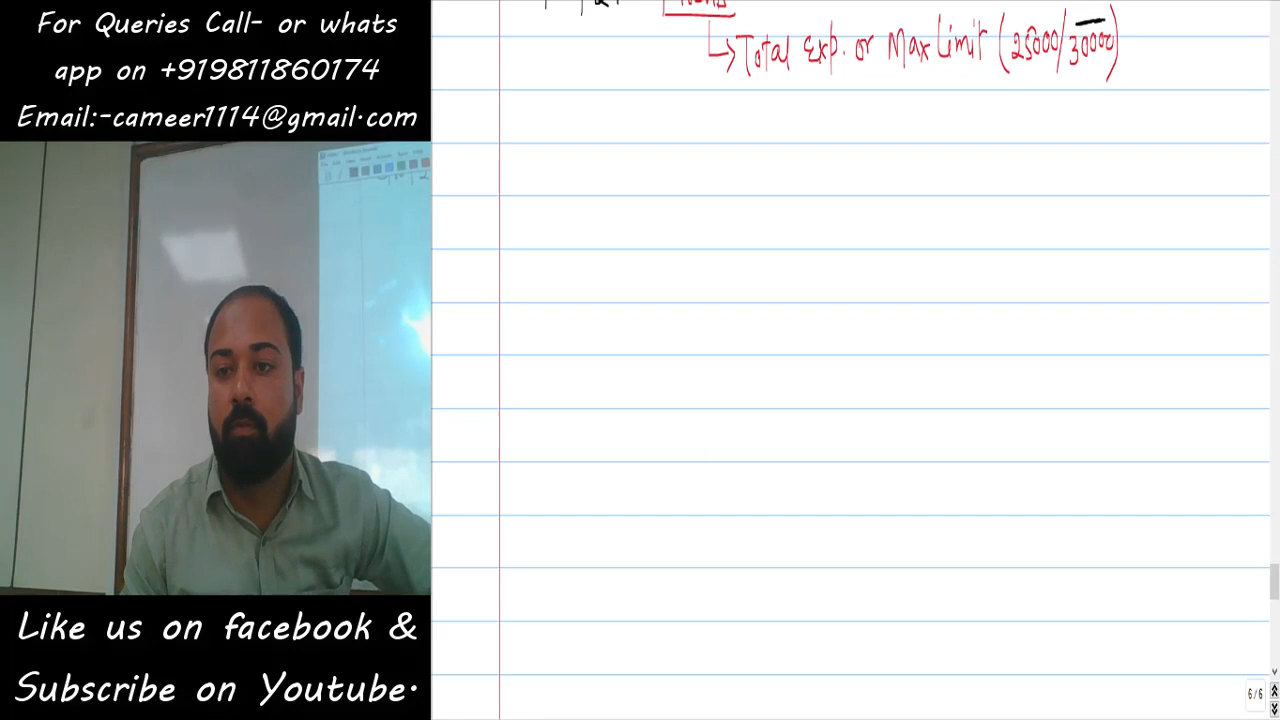 For Queries Call- or whats
app on +919811860174
Email:-cameer1114@gmail.com
Total Exp. or Max Limit (25000/30000)
Like us on facebook &
Subscribe on Youtube.
6/6